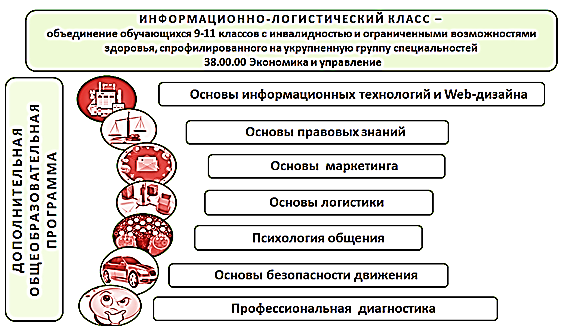 ИНФОРМАЦИОННО-ЛОГИСТИЧЕСКИЙ КЛАСС –
объединение обучающихся 9-11 классов с инвалидностью и ограниченными возможностями
здоровья, спрофилированного на укрупненную группу специальностей
38.00.00 Экономика и управление
ДОПОЛНИТЕЛЬНАЯ
ОБЩЕОБРАЗОВАТЕЛЬНАЯ
ПРОГРАММА
Основы информационных технологий и Web-дизайна
Основы правовых знаний
Основы маркетинга
Основы логистики
Психология общения
Основы безопасности движения
Профессиональная диагностика